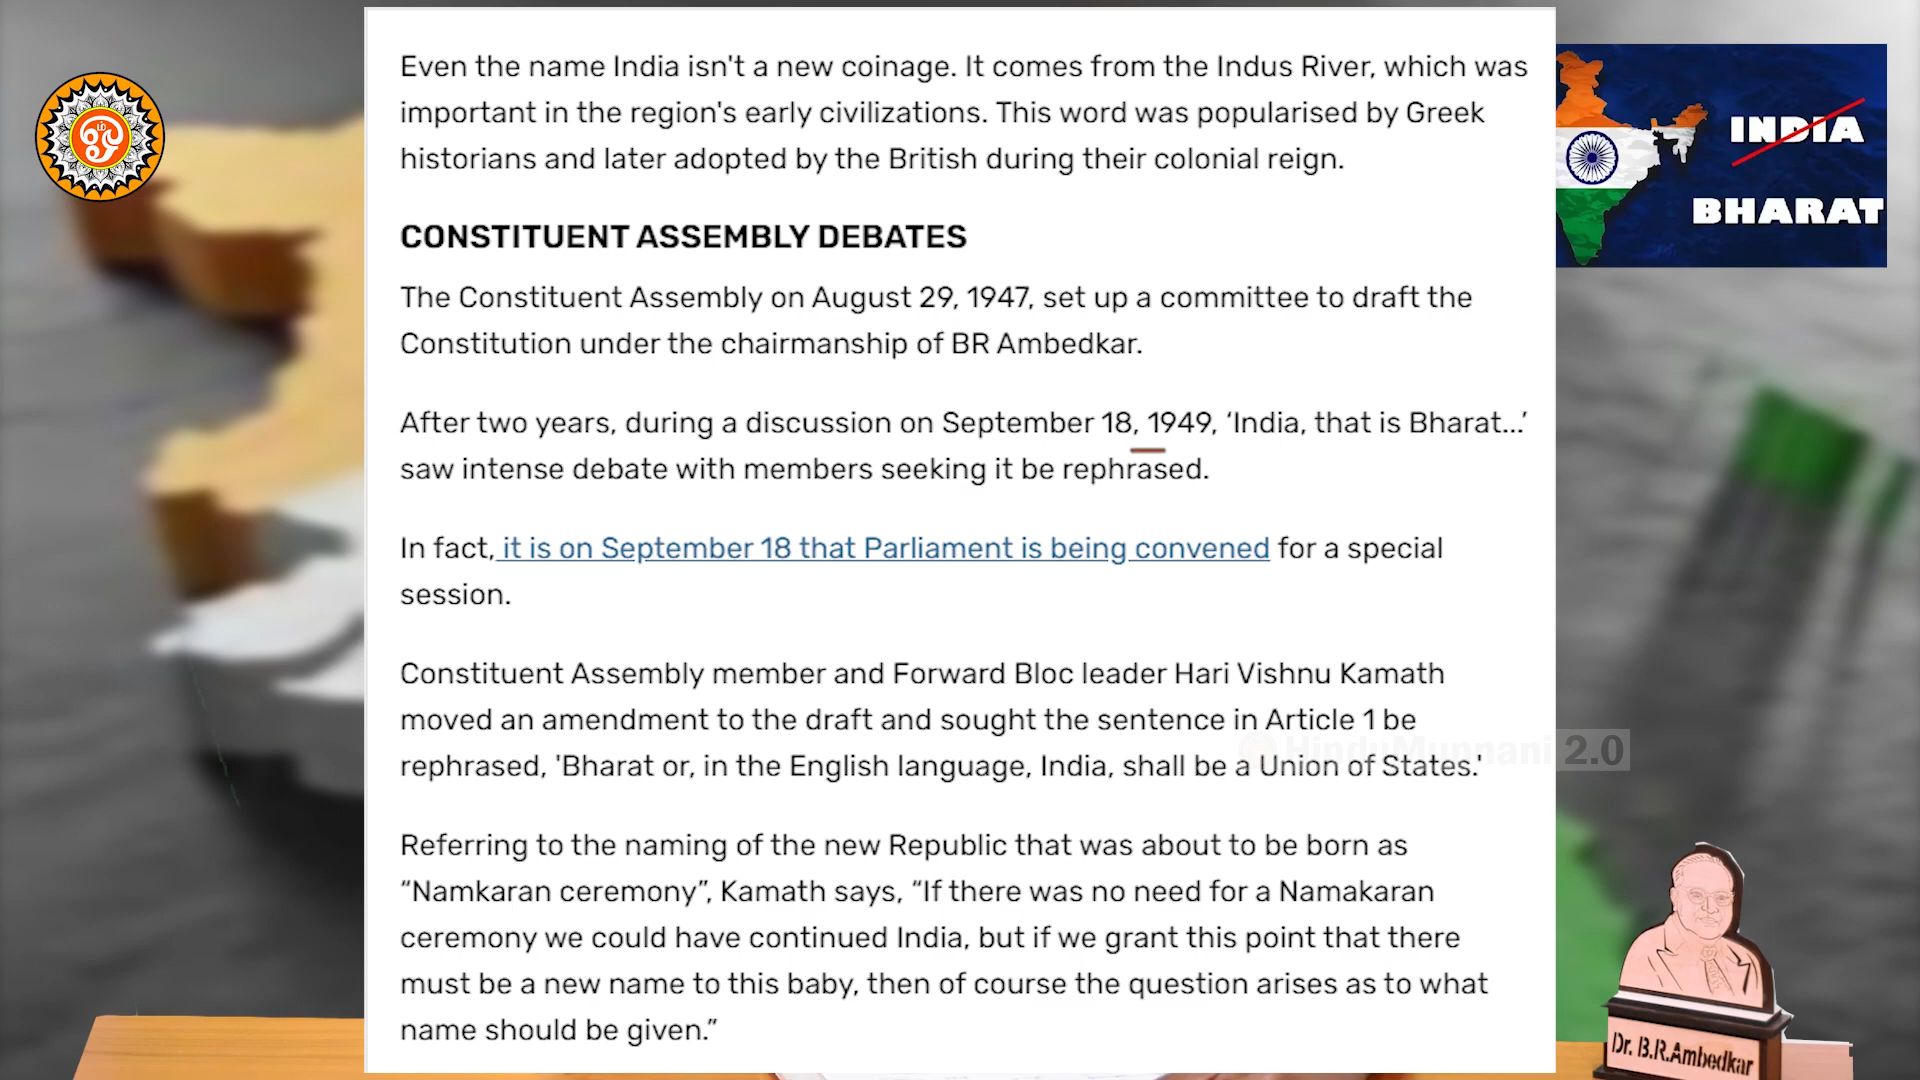 Even the name India isn't a new coinage. It comes from the Indus River, which was
important in the region's early civilizations. This word was popularised by Greek
historians and later adopted by the British during their colonial reign.
CONSTITUENT ASSEMBLY DEBATES
The Constituent Assembly on August 29, 1947, set up a committee to draft the
Constitution under the chairmanship of BR Ambedkar.
After two years, during a discussion on September 18, 1949, ‘India, that is Bharat...’
saw intense debate with members seeking it be rephrased.
In fact, it is on September 18 that Parliament is being convened for a special
session.
Constituent Assembly member and Forward Bloc leader Hari Vishnu Kamath
moved an amendment to the draft and sought the sentence in Article 1 be
rephrased, 'Bharat or, in the English language, India, shall be a Union of States.'
Referring to the naming of the new Republic that was about to be born as
“Namkaran ceremony”, Kamath says, “If there was no need for a Namakaran
ceremony we could have continued India, but if we grant this point that there
must be a new name to this baby, then of course the question arises as to what
name should be given.”
INDIA
BHARAT
HinduMunnani 2.0
Dr. B.R.Ambedkar
ஓம்